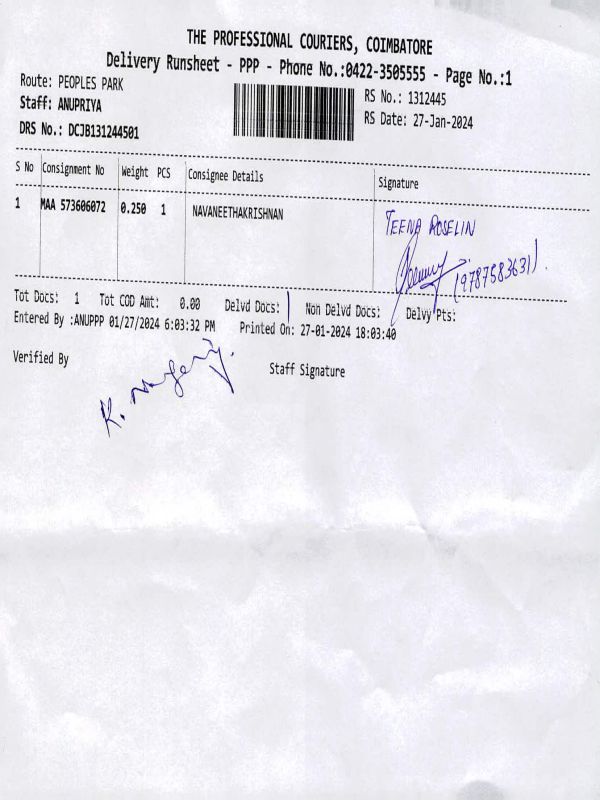 THE PROFESSIONAL COURIERS, COIMBATORE
Delivery Runsheet - PPP - Phone No.:0422-3505555 - Page No.:1
Route: PEOPLES PARK
RS No.: 1312445
Staff: ANUPRIYA
RS Date: 27-Jan-2024
DRS No.: DCJB131244501
S No Consignment No Weight PCS Consignee Details Signature
1 MAA 573606072 0.250 1 NAVANEETHAKRISHNAN
TEENA ROSELIN
(9787583631).
Tot Docs: 1 Tot COD Amt: 0.00 Delvd Docs: Non Delvd Docs: Delvy Pts:
Entered By :ANUPPP 01/27/2024 6:03:32 PM Printed On: 27-01-2024 18:03:40
Verified By Staff Signature